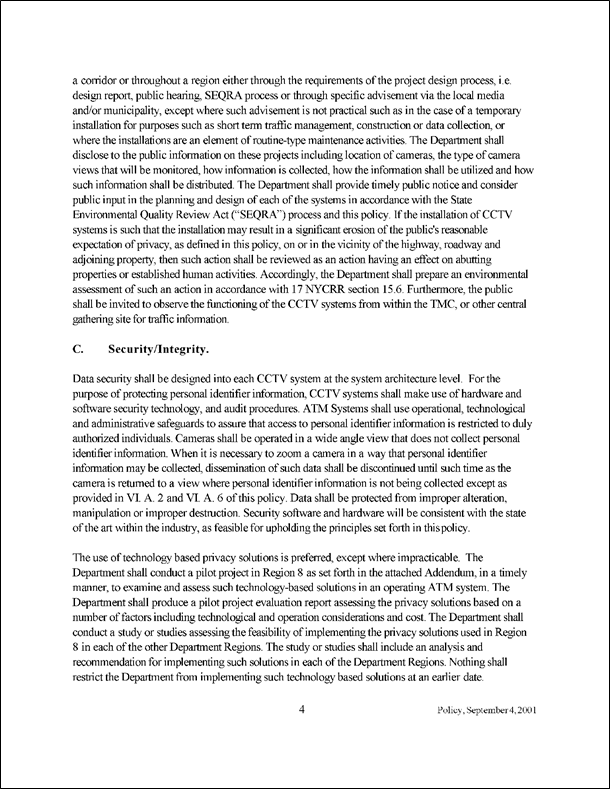 a corridor or throughout a region either through the requirements of the project design process, i.e.
design report, public hearing, SEQRA process or through specific advisement via the local media
and/or municipality, except where such advisement is not practical such as in the case of a temporary
installation for purposes such as short term traffic management, construction or data collection, or
where the installations are an element of routine-type maintenance activities. The Department shall
disclose to the public information on these projects including location of cameras, the type of camera
views that will be monitored, how information is collected, how the information shall be utilized and how
such information shall be distributed. The Department shall provide timely public notice and consider
public input in the planning and design of each of the systems in accordance with the State
Environmental Quality Review Act (“SEQRA”) process and this policy. If the installation of CCTV
systems is such that the installation may result in a significant erosion of the public's reasonable
expectation of privacy, as defined in this policy, on or in the vicinity of the highway, roadway and
adjoining property, then such action shall be reviewed as an action having an effect on abutting
properties or established human activities. Accordingly, the Department shall prepare an environmental
assessment of such an action in accordance with 17 NYCRR section 15.6. Furthermore, the public
shall be invited to observe the functioning of the CCTV systems from within the TMC, or other central
gathering site for traffic information.
C. Security/Integrity.
Data security shall be designed into each CCTV system at the system architecture level. For the
purpose of protecting personal identifier information, CCTV systems shall make use of hardware and
software security technology, and audit procedures. ATM Systems shall use operational, technological
and administrative safeguards to assure that access to personal identifier information is restricted to duly
authorized individuals. Cameras shall be operated in a wide angle view that does not collect personal
identifier information. When it is necessary to zoom a camera in a way that personal identifier
information may be collected, dissemination of such data shall be discontinued until such time as the
camera is returned to a view where personal identifier information is not being collected except as
provided in VI. A. 2 and VI. A. 6 of this policy. Data shall be protected from improper alteration,
manipulation or improper destruction. Security software and hardware will be consistent with the state
of the art within the industry, as feasible for upholding the principles set forth in this policy.
The use of technology based privacy solutions is preferred, except where impracticable. The
Department shall conduct a pilot project in Region 8 as set forth in the attached Addendum, in a timely
manner, to examine and assess such technology-based solutions in an operating ATM system. The
Department shall produce a pilot project evaluation report assessing the privacy solutions based on a
number of factors including technological and operation considerations and cost. The Department shall
conduct a study or studies assessing the feasibility of implementing the privacy solutions used in Region
8 in each of the other Department Regions. The study or studies shall include an analysis and
recommendation for implementing such solutions in each of the Department Regions. Nothing shall
restrict the Department from implementing such technology based solutions at an earlier date.
4 Policy, September 4, 2001